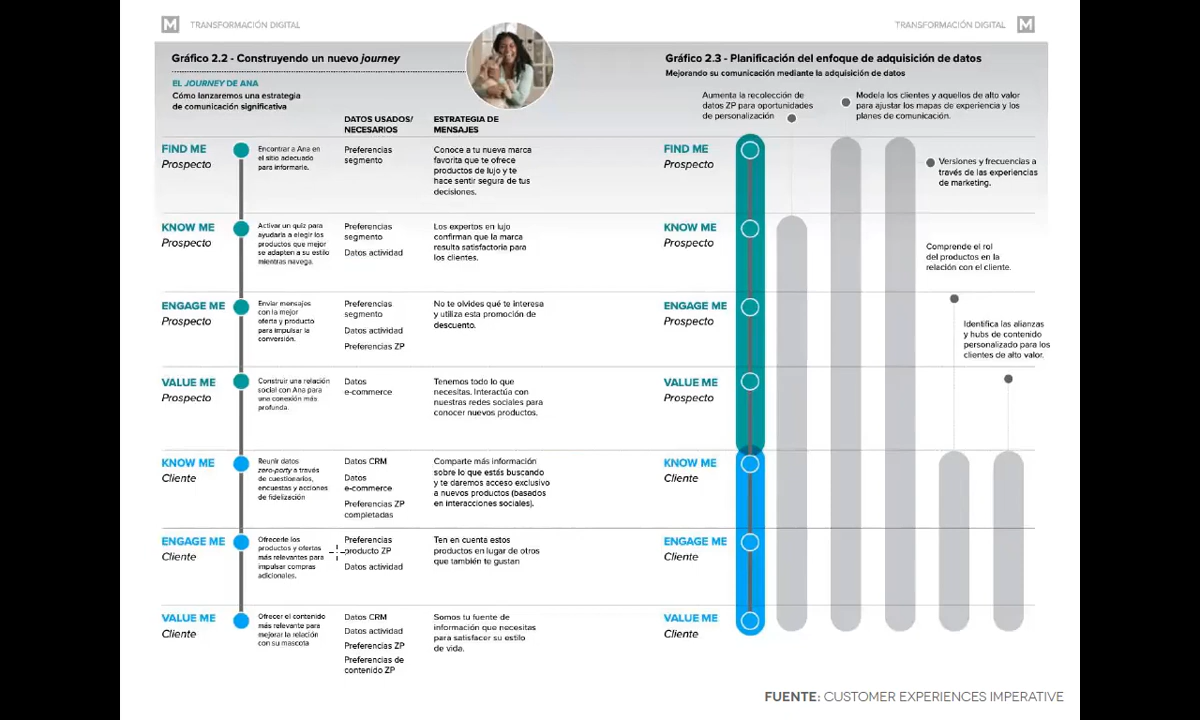 M TRANSFORMACIÓN DIGITAL
TRANSFORMACIÓN DIGITAL M
Gráfico 2.2 - Construyendo un nuevo journey
EL JOURNEY DE ANA
Cómo lanzaremos una estrategia
de comunicación significativa
DATOS USADOS/
NECESARIOS
ESTRATEGIA DE
MENSAJES
FIND ME
Prospecto
Encontrar a Ana en
el sitio adecuado
para informarle.
Preferencias
segmento
Conoce a tu nueva marca
favorita que te ofrece
productos de lujo y te
hace sentir segura de tus
decisiones.
KNOW ME
Prospecto
Activar un quiz para
ayudarla a elegir los
productos que mejor
se adapten a su estilo
mientras navega.
Preferencias
segmento
Datos actividad
Los expertos en lujo
confirman que la marca
resulta satisfactoria para
los clientes.
ENGAGE ME
Prospecto
Enviar mensajes
con la mejor
oferta y producto
para impulsar la
conversión.
Preferencias
segmento
Datos actividad
Preferencias ZP
No te olvides qué te interesa
y utiliza esta promoción de
descuento.
VALUE ME
Prospecto
Construir una relación
social con Ana para
una conexión más
profunda.
Datos
e-commerce
Tenemos todo lo que
necesitas. Interactúa con
nuestras redes sociales para
conocer nuevos productos.
KNOW ME
Cliente
Reunir datos
zero-party a través
de cuestionarios,
encuestas y acciones
de fidelización
Datos CRM
Datos
e-commerce
Preferencias ZP
completadas
Comparte más información
sobre lo que estás buscando
y te daremos acceso exclusivo
a nuevos productos (basados
en interacciones sociales).
ENGAGE ME
Cliente
Ofrecerle los
productos y ofertas
más relevantes para
impulsar compras
adicionales.
Preferencias
producto ZP
Datos actividad
Ten en cuenta estos
productos en lugar de otros
que también te gustan
VALUE ME
Cliente
Ofrecer el contenido
más relevante para
mejorar la relación
con su mascota
Datos CRM
Datos actividad
Preferencias ZP
Preferencias de
contenido ZP
Somos tu fuente de
información que necesitas
para satisfacer su estilo
de vida.
Gráfico 2.3 - Planificación del enfoque de adquisición de datos
Mejorando su comunicación mediante la adquisición de datos
Aumenta la recolección de
datos ZP para oportunidades
de personalización
Modela los clientes y aquellos de alto valor
para ajustar los mapas de experiencia y los
planes de comunicación.
Versiones y frecuencias a
través de las experiencias
de marketing.
Comprende el rol
del productos en la
relación con el cliente.
Identifica las alianzas
y hubs de contenido
personalizado para los
clientes de alto valor.
FIND ME
Prospecto
KNOW ME
Prospecto
ENGAGE ME
Prospecto
VALUE ME
Prospecto
KNOW ME
Cliente
ENGAGE ME
Cliente
VALUE ME
Cliente
FUENTE: CUSTOMER EXPERIENCES IMPERATIVE